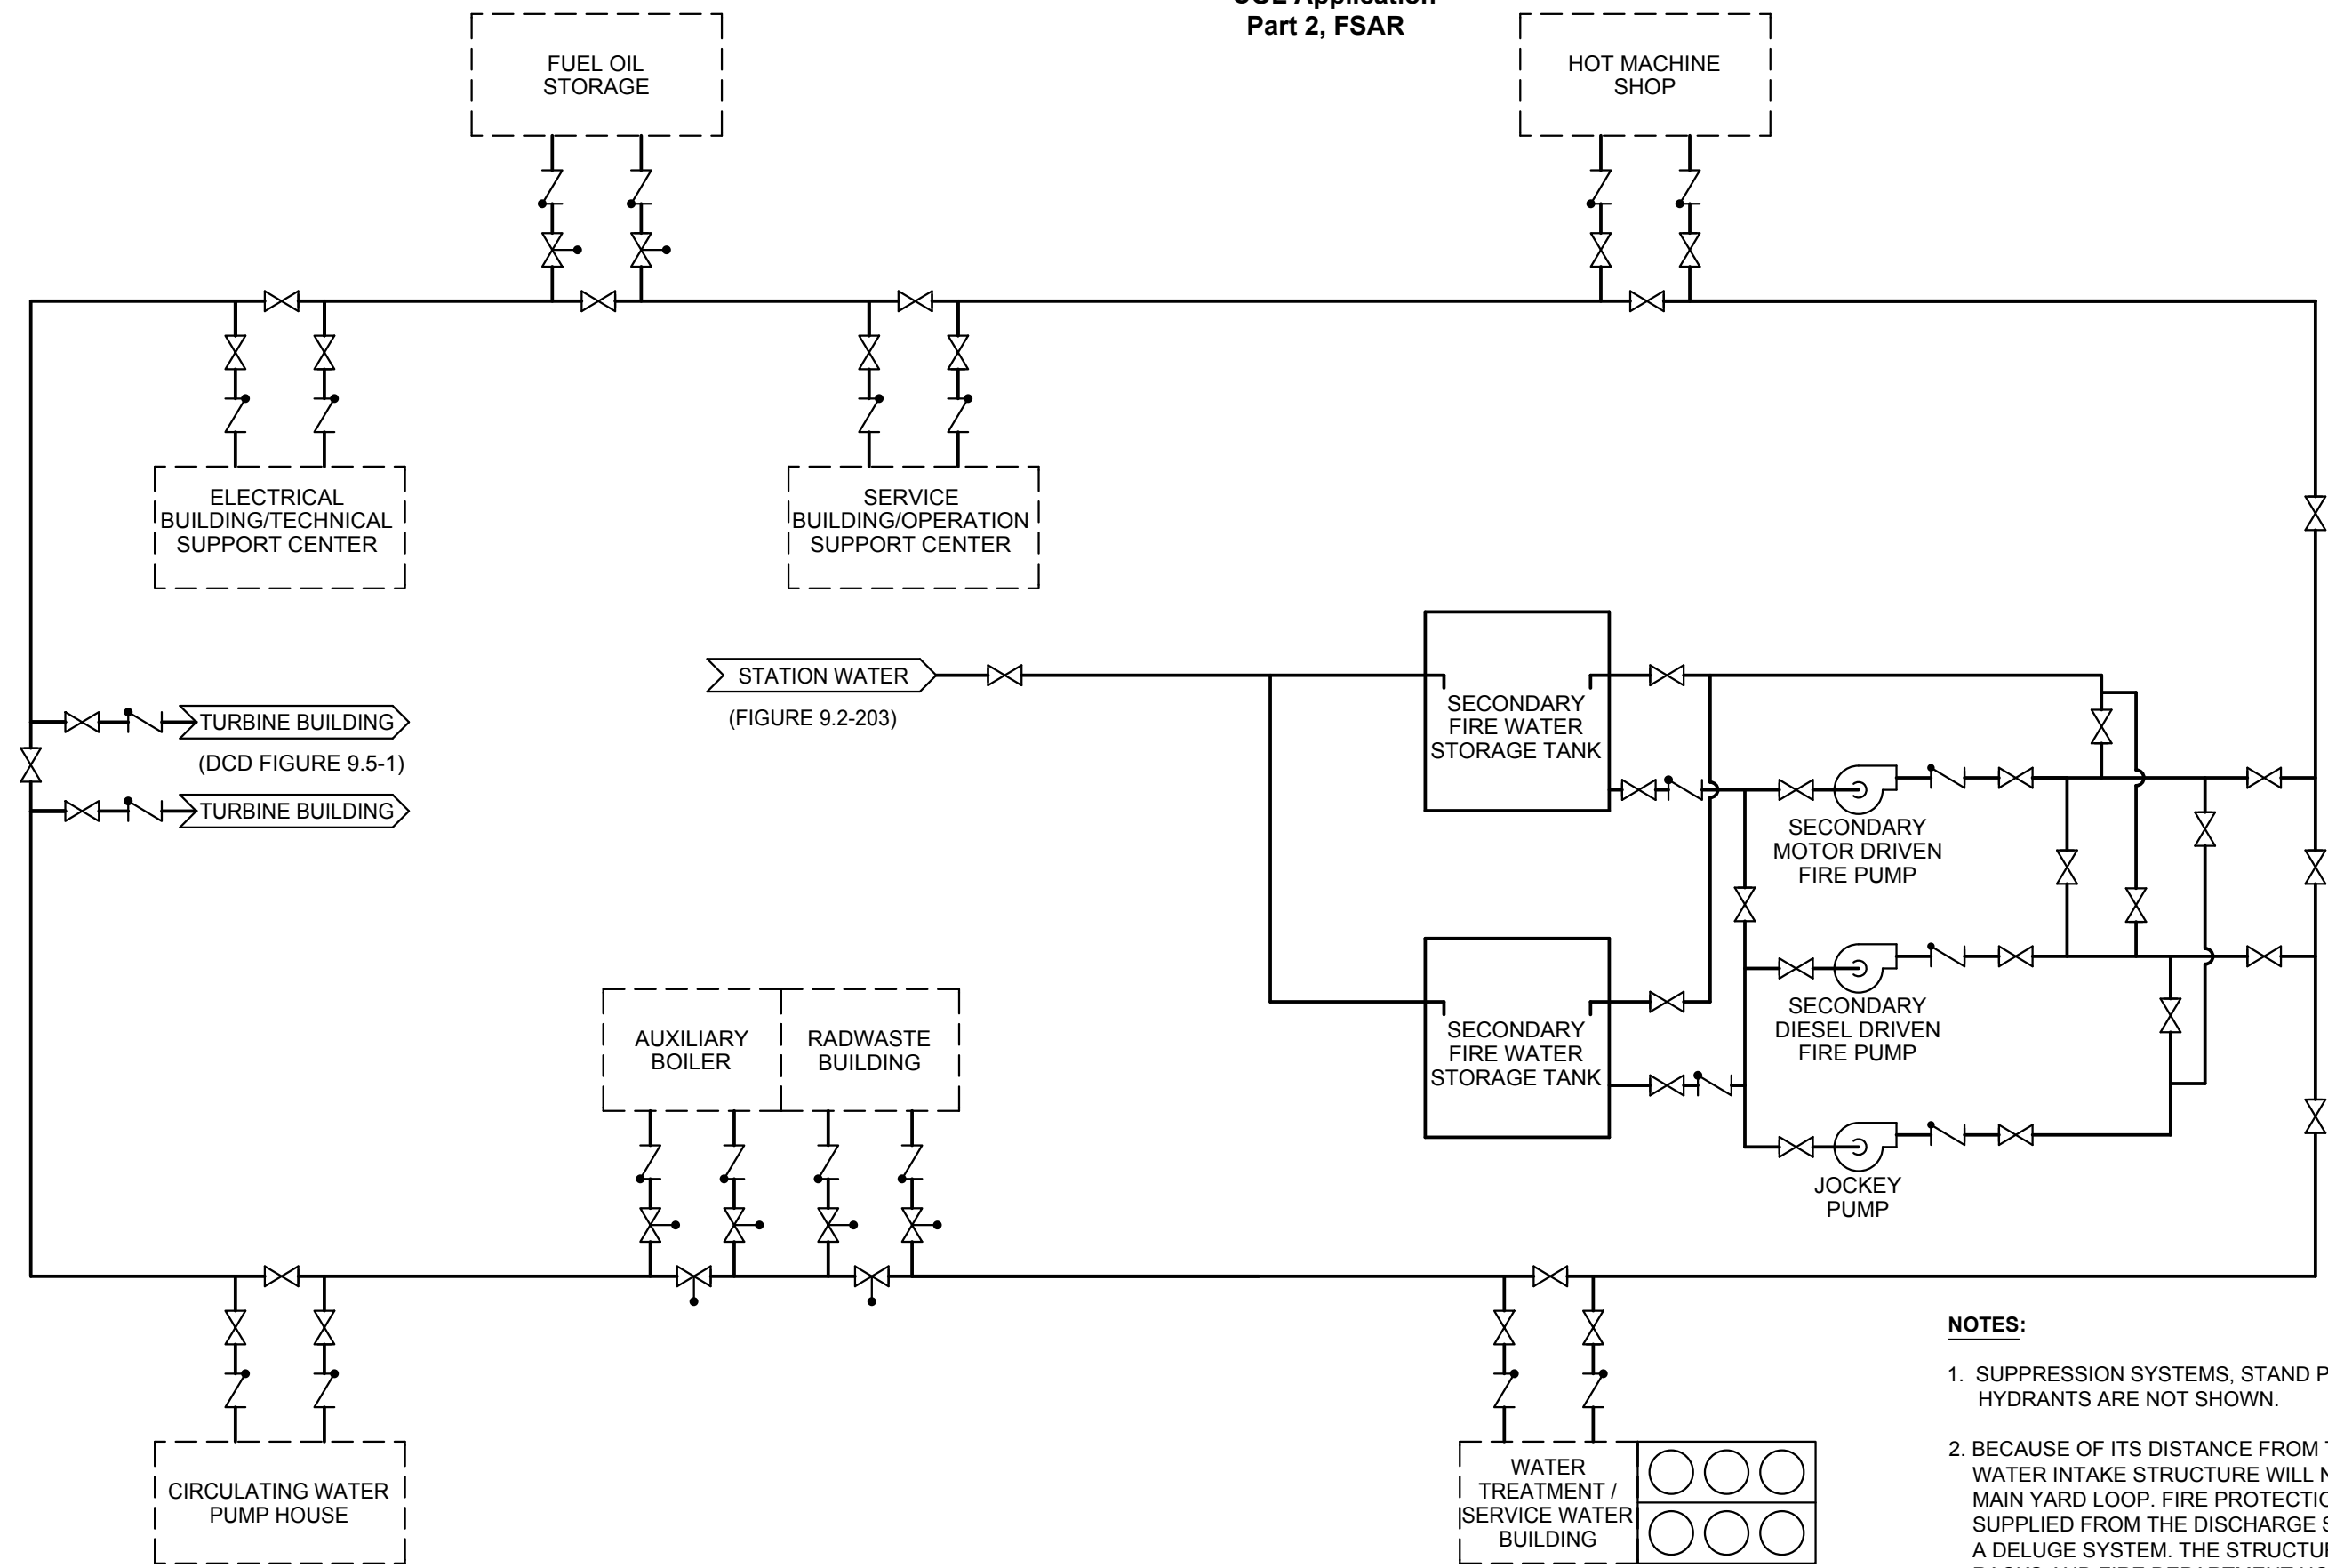 COL Application
Part 2, FSAR
FUEL OIL
STORAGE
HOT MACHINE
SHOP
ELECTRICAL
BUILDING/TECHNICAL
SUPPORT CENTER
SERVICE
BUILDING/OPERATION
SUPPORT CENTER
STATION WATER
(FIGURE 9.2-203)
TURBINE BUILDING
(DCD FIGURE 9.5-1)
TURBINE BUILDING
SECONDARY
FIRE WATER
STORAGE TANK
SECONDARY
MOTOR DRIVEN
FIRE PUMP
SECONDARY
FIRE WATER
STORAGE TANK
SECONDARY
DIESEL DRIVEN
FIRE PUMP
JOCKEY
PUMP
AUXILIARY
BOILER
RADWASTE
BUILDING
CIRCULATING WATER
PUMP HOUSE
WATER
TREATMENT /
SERVICE WATER
BUILDING
NOTES:
1. SUPPRESSION SYSTEMS, STAND
HYDRANTS ARE NOT SHOWN.
2. BECAUSE OF ITS DISTANCE FROM
WATER INTAKE STRUCTURE WILL
MAIN YARD LOOP. FIRE
SUPPLIED FROM THE DISCHARGE
A DELUGE SYSTEM. THE